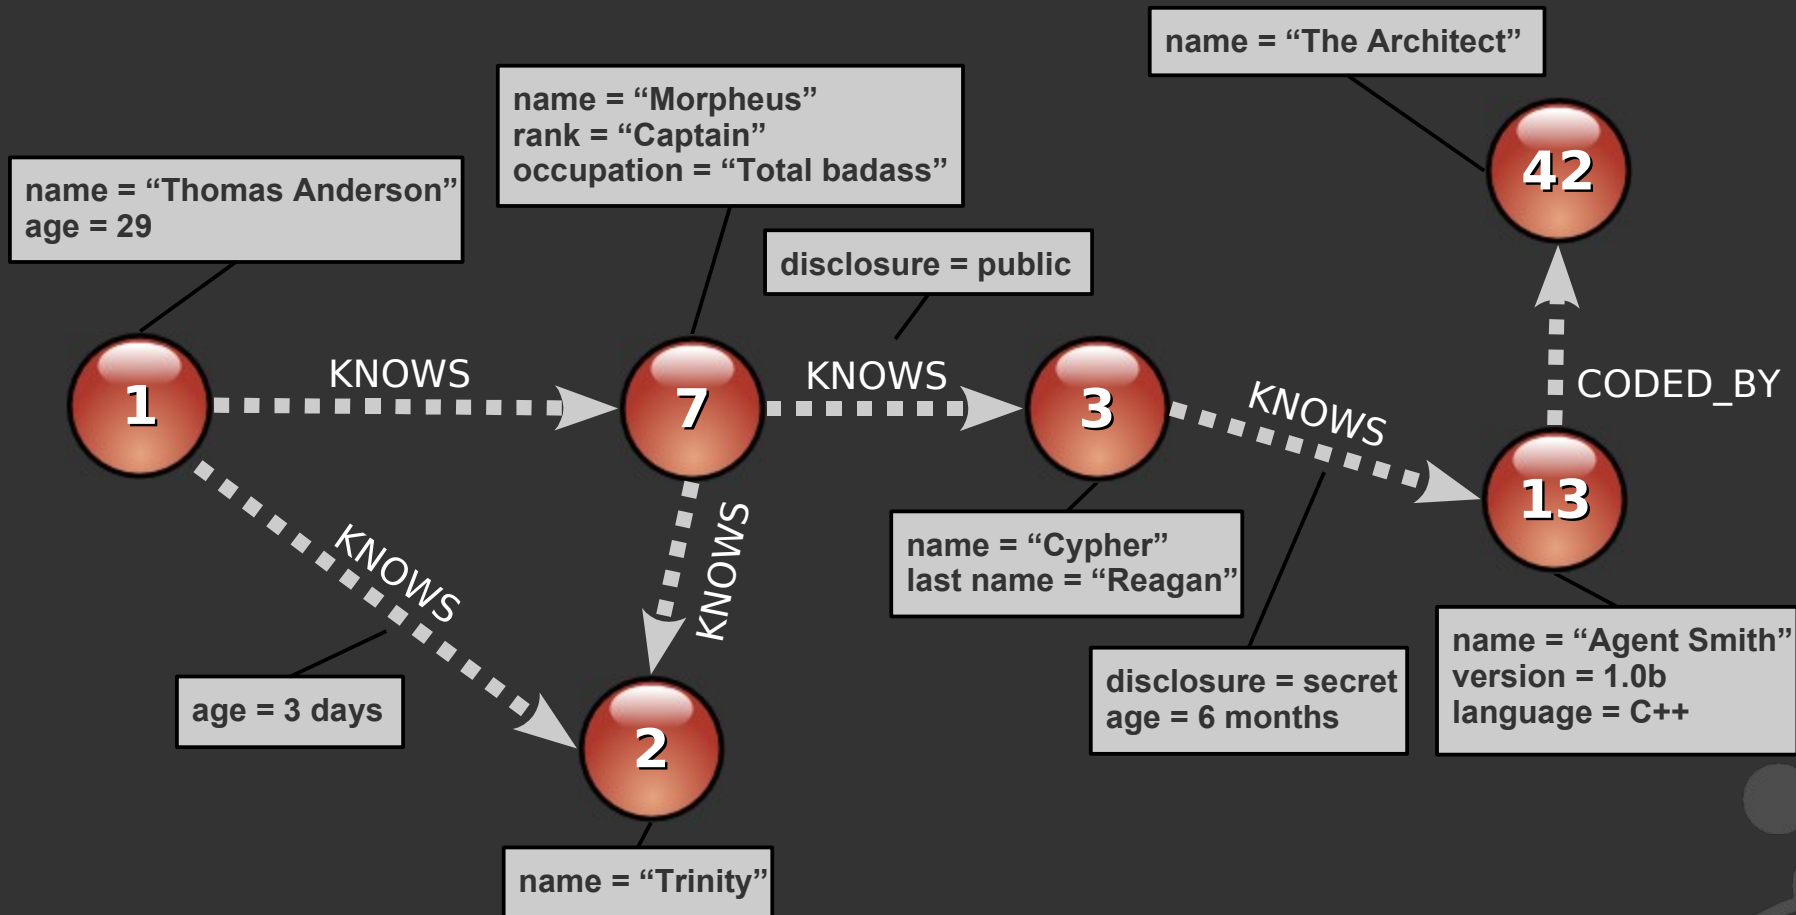 name = “The Architect”
name = “Morpheus”
rank = “Captain”
occupation = “Total badass”
42
name = “Thomas Anderson”
age = 29
disclosure = public
1
KNOWS
7
KNOWS
3
KNOWS
CODED_BY
13
KNOWS
KNOWS
name = “Cypher”
last name = “Reagan”
name = “Agent Smith”
version = 1.0b
language = C++
disclosure = secret
age = 6 months
age = 3 days
2
name = “Trinity”